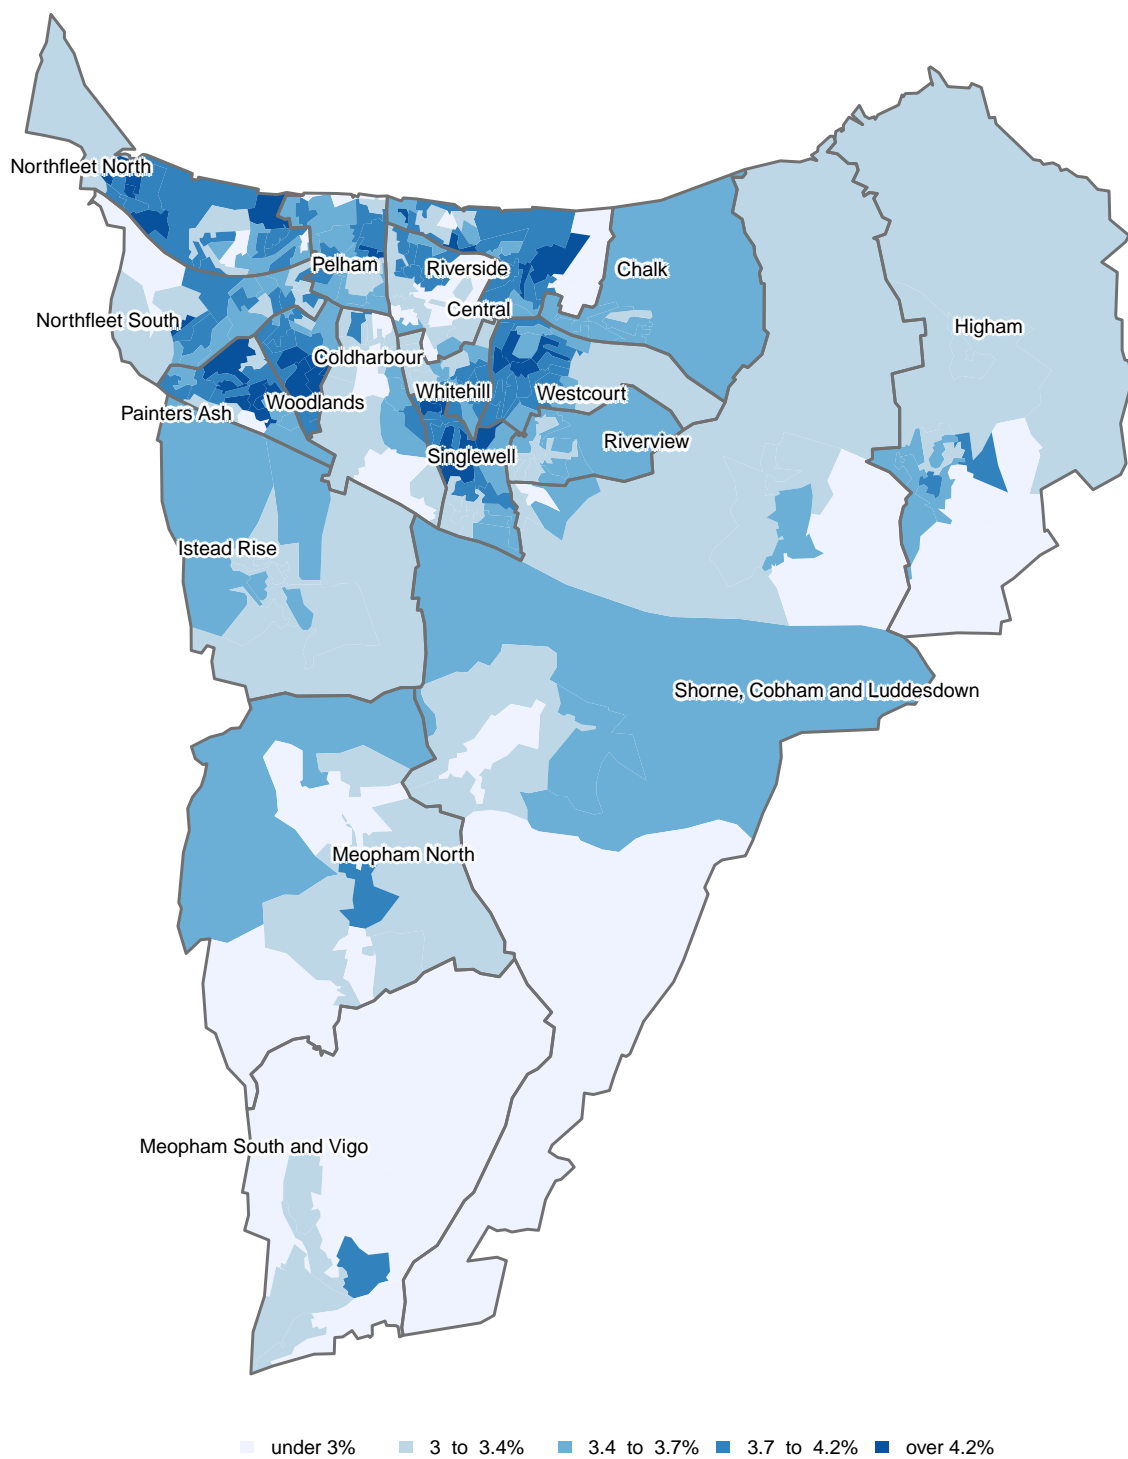 Northfleet North
Pelham
Riverside
Chalk
Central
Northfleet South
Higham
Coldharbour
Whitehill
Westcourt
Woodlands
Painters Ash
Riverview
Singlewell
Istead Rise
Shorne, Cobham and Luddesdown
Meopham North
Meopham South and Vigo
under 3% 3 to 3.4% 3.4 to 3.7% 3.7 to 4.2% over 4.2%